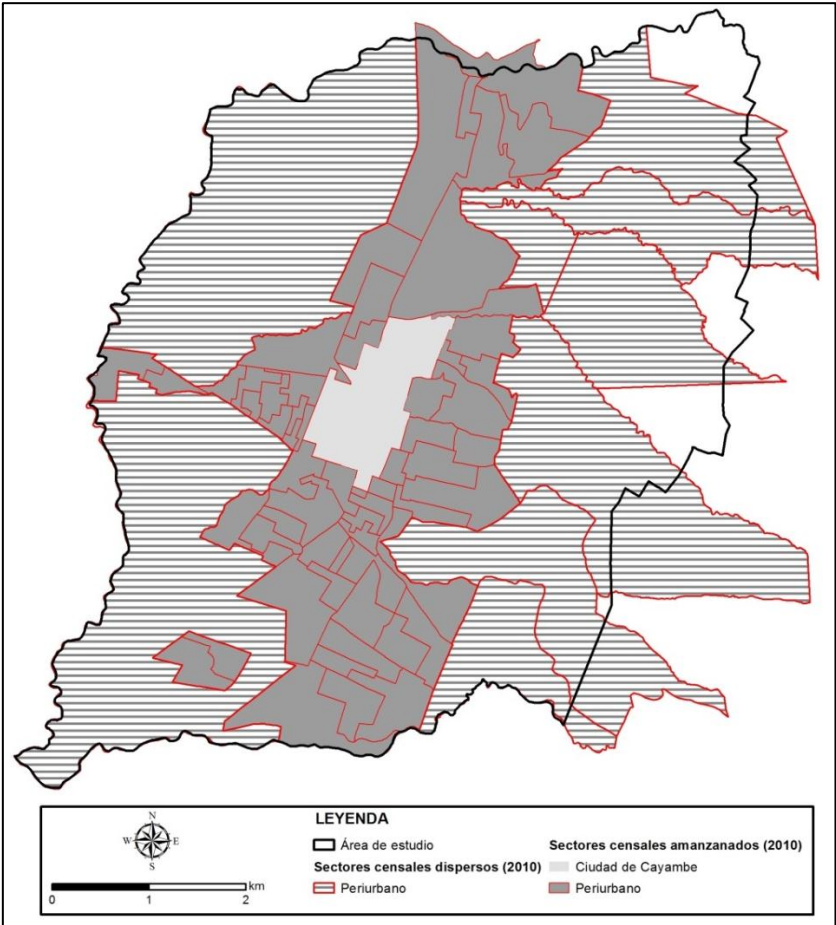 LEYENDA
Área de estudio
Sectores censales dispersos (2010)
Periurbano
Sectores censales amanzanados (2010)
Ciudad de Cayambe
Periurbano
N
W E
S
km
0 1 2